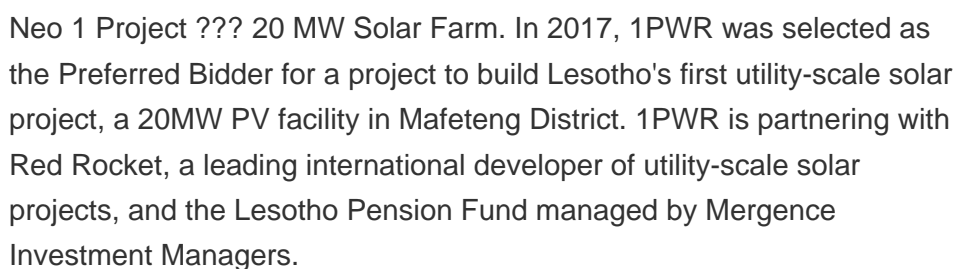 Neo 1 Project ??? 20 MW Solar Farm. In 2017, 1PWR was selected as
the Preferred Bidder for a project to build Lesotho's first utility-scale solar
project, a 20MW PV facility in Mafeteng District. 1PWR is partnering with
Red Rocket, a leading international developer of utility-scale solar
projects, and the Lesotho Pension Fund managed by Mergence
Investment Managers.